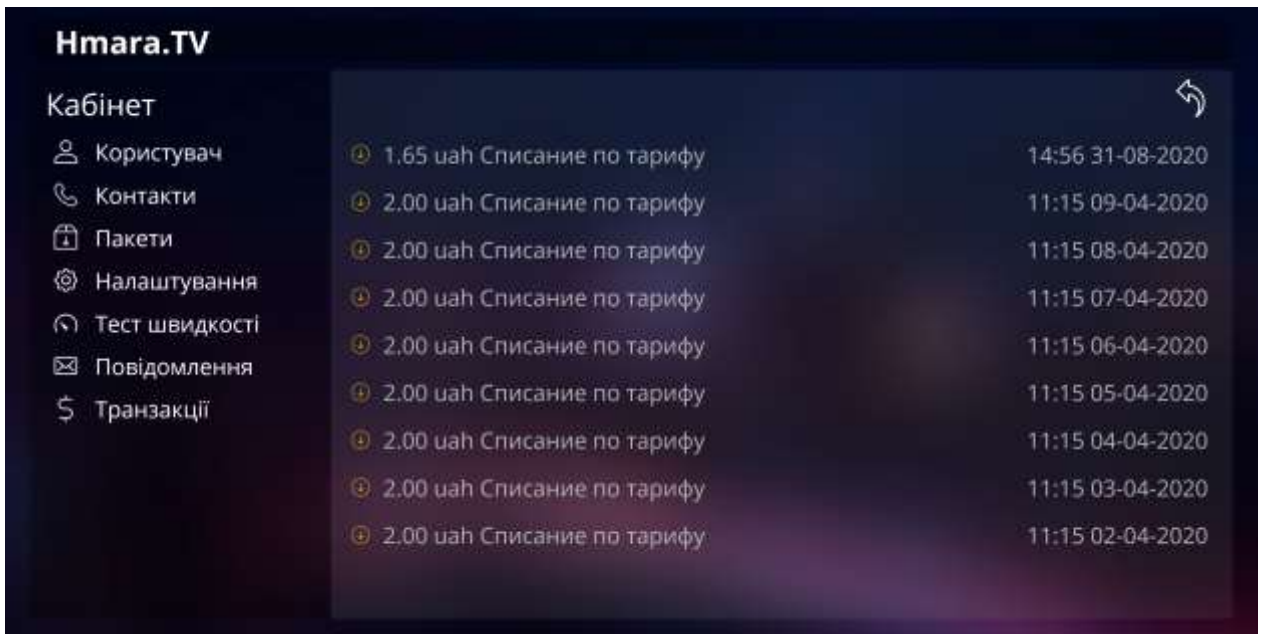 Hmara.TV
Кабінет
Користувач
Контакти
Пакети
Налаштування
Тест швидкості
Повідомлення
Транзакції
1.65 uah Списание по тарифу 14:56 31-08-2020
2.00 uah Списание по тарифу 11:15 09-04-2020
2.00 uah Списание по тарифу 11:15 08-04-2020
2.00 uah Списание по тарифу 11:15 07-04-2020
2.00 uah Списание по тарифу 11:15 06-04-2020
2.00 uah Списание по тарифу 11:15 05-04-2020
2.00 uah Списание по тарифу 11:15 04-04-2020
2.00 uah Списание по тарифу 11:15 03-04-2020
2.00 uah Списание по тарифу 11:15 02-04-2020